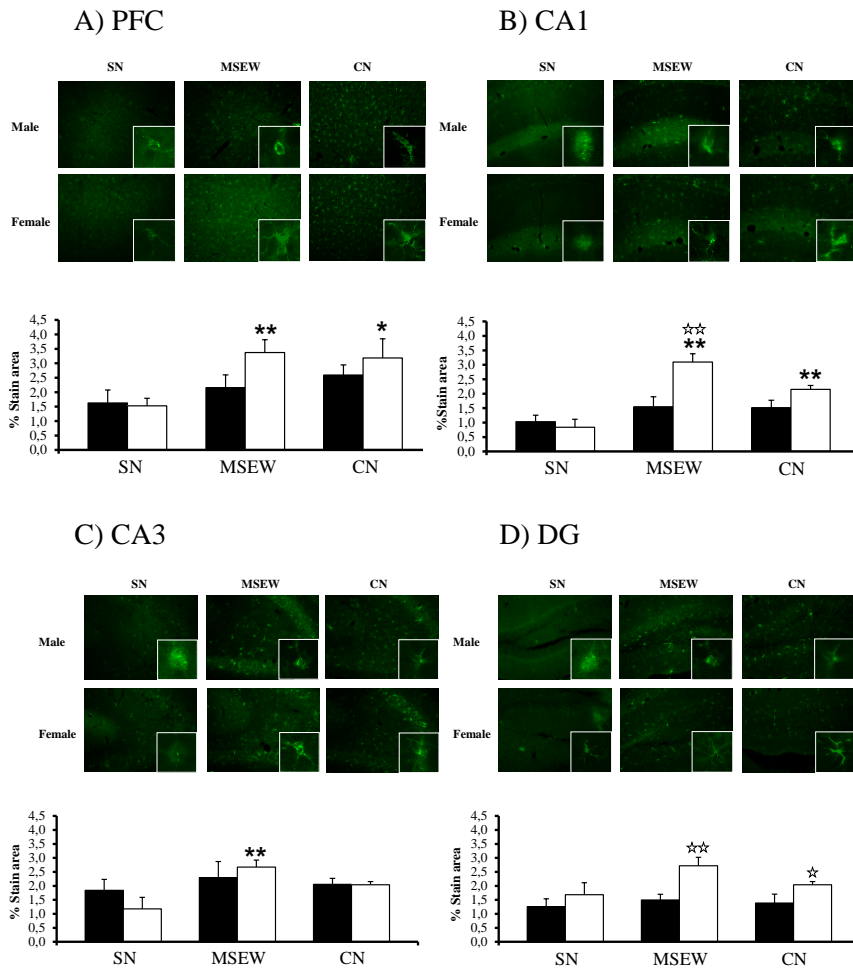 A) PFC
SN MSEW CN
Male
Female
% Stain area
4,5
4,0
3,5
3,0
2,5
2,0
1,5
1,0
0,5
0,0
** *
SN MSEW CN
B) CA1
SN MSEW CN
Male
Female
%Stain area
4,5
4,0
3,5
3,0
2,5
2,0
1,5
1,0
0,5
0,0
☆☆
** **
SN MSEW CN
C) CA3
SN MSEW CN
Male
Female
% Stain area
4,5
4,0
3,5
3,0
2,5
2,0
1,5
1,0
0,5
0,0
**
SN MSEW CN
D) DG
SN MSEW CN
Male
Female
% Stain area
4,5
4,0
3,5
3,0
2,5
2,0
1,5
1,0
0,5
0,0
☆☆ ☆
SN MSEW CN